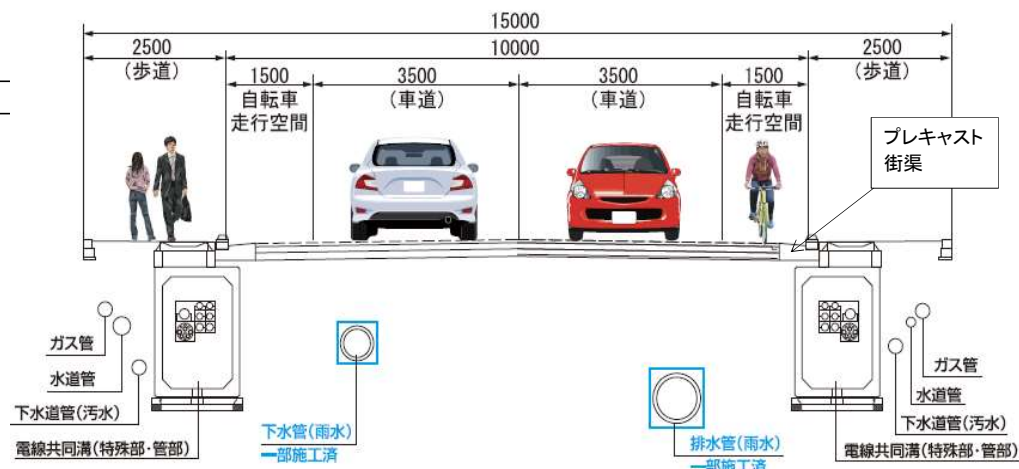 15000
2500
(歩道)
10000
2500
(歩道)
1500
自転車
走行空間
3500
(車道)
3500
(車道)
1500
自転車
走行空間
プレキャスト
街渠
ガス管
水道管
下水道管(汚水)
電線共同溝(特殊部・管部)
下水管(雨水)
一部施工済
排水管(雨水)
一部施工済
ガス管
水道管
下水道管(汚水)
電線共同溝(特殊部・管部)